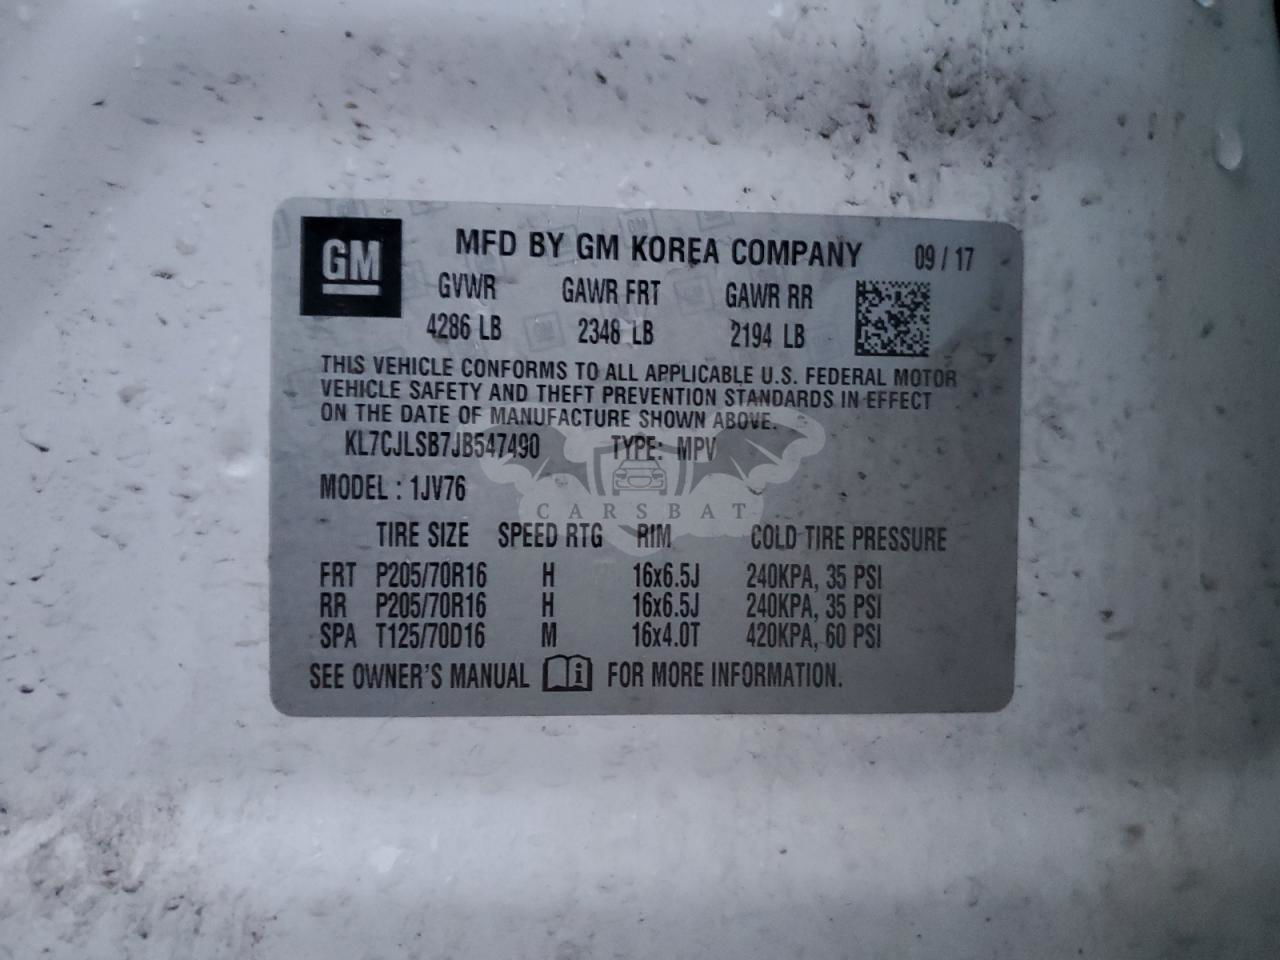 GM
MFD BY GM KOREA COMPANY 09 / 17
GVWR GAWR FRT GAWR RR
4286 LB 2348 LB 2194 LB
THIS VEHICLE CONFORMS TO ALL APPLICABLE U.S. FEDERAL MOTOR
VEHICLE SAFETY AND THEFT PREVENTION STANDARDS IN EFFECT
ON THE DATE OF MANUFACTURE SHOWN ABOVE.
KL7CJLSB7JB547490 TYPE: MPV
MODEL : 1JV76
CARSBAT
TIRE SIZE SPEED RTG RIM COLD TIRE PRESSURE
FRT P205/70R16 H 16x6.5J 240KPA, 35 PSI
RR P205/70R16 H 16x6.5J 240KPA, 35 PSI
SPA T125/70D16 M 16x4.0T 420KPA, 60 PSI
SEE OWNER'S MANUAL i FOR MORE INFORMATION.